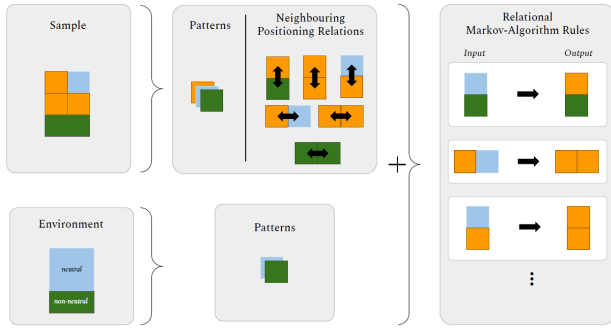 Sample
Patterns
Neighbouring
Positioning Relations
Relational
Markov-Algorithm Rules
Input
Output
Environment
neutral
non-neutral
Patterns